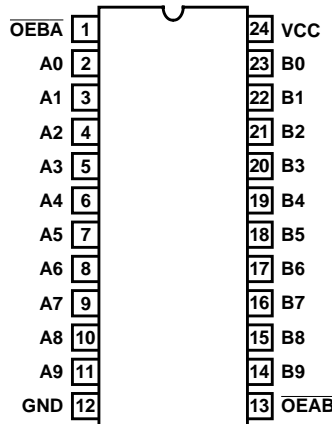 OEBA 1 24 VCC
A0 2 23 B0
A1 3 22 B1
A2 4 21 B2
A3 5 20 B3
A4 6 19 B4
A5 7 18 B5
A6 8 17 B6
A7 9 16 B7
A8 10 15 B8
A9 11 14 B9
GND 12 13 OEAB